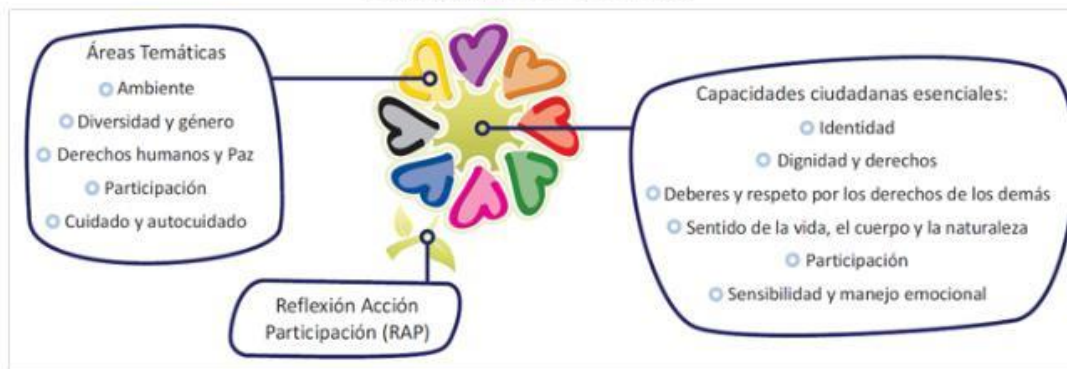 Áreas Temáticas
Ambiente
Diversidad y género
Derechos humanos y Paz
Participación
Cuidado y autocuidado
Reflexión Acción
Participación (RAP)
Capacidades ciudadanas esenciales:
Identidad
Dignidad y derechos
Deberes y respeto por los derechos de los demás
Sentido de la vida, el cuerpo y la naturaleza
Participación
Sensibilidad y manejo emocional